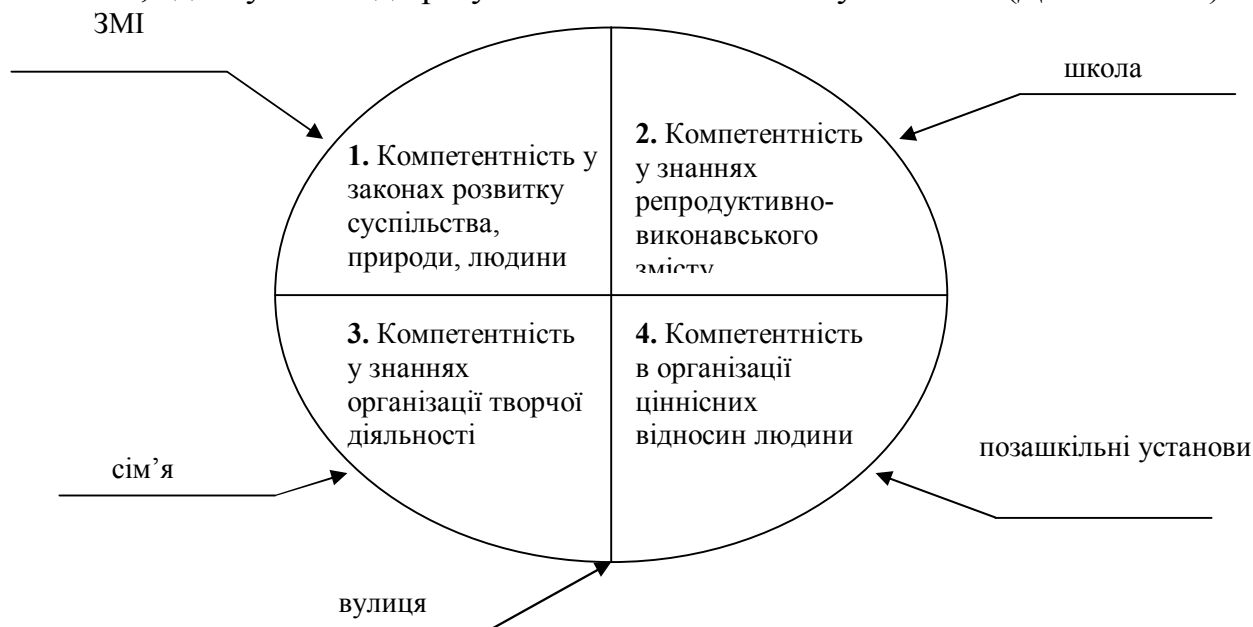 ЗМІ
школа
1. Компетентність у
законах розвитку
суспільства,
природи, людини
2. Компетентність
у знаннях
репродуктивно-
виконавського
змісту
3. Компетентність
у знаннях
організації творчої
діяльності
4. Компетентність
в організації
ціннісних
відносин людини
сім’я
позашкільні установи
вулиця